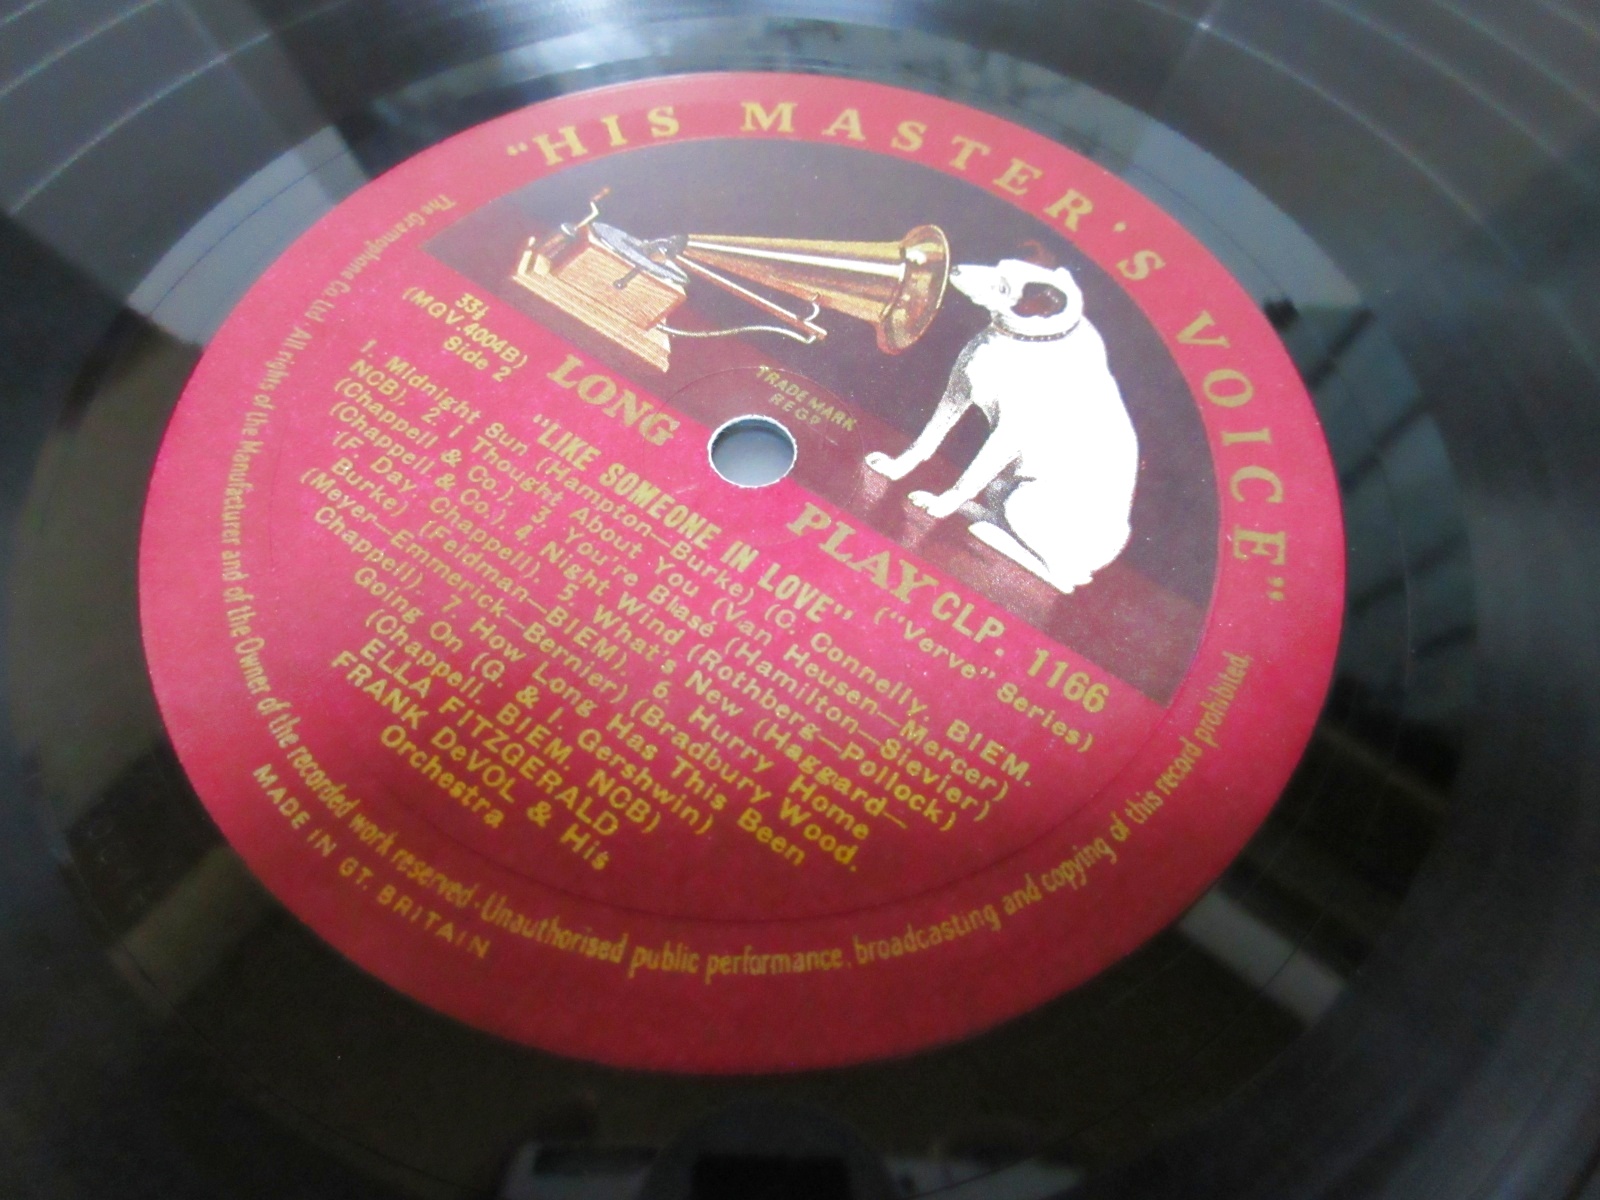 "HIS MASTER'S VOICE"
TRADE MARK
REGD
LONG PLAY
33⅓
(MGV.4004B)
Side 2
CLP. 1166
"LIKE SOMEONE IN LOVE" ("Verve" Series)
1. Midnight Sun (Hampton—Burke) (C. Connelly. BIEM.
NCB). 2. I Thought About You (Van Heusen—Mercer)
(Chappell & Co.). 3. You're Blasé (Hamilton—Sievier)
(Chappell & Co.). 4. Night Wind (Rothberg—Pollock)
(F. Day. Chappell). 5. What's New (Haggard—
Burke) (Feldman—BIEM). 6. Hurry Home
(Meyer—Emmerick—Bernier) (Bradbury Wood.
Chappell). 7. How Long Has This Been
Going On (G. & I. Gershwin)
(Chappell. BIEM. NCB)
ELLA FITZGERALD
FRANK DeVOL & His
Orchestra
The Gramophone Co. Ltd. All rights of the Manufacturer and of the Owner of the recorded work reserved. Unauthorised public performance, broadcasting and copying of this record prohibited.
MADE IN GT. BRITAIN